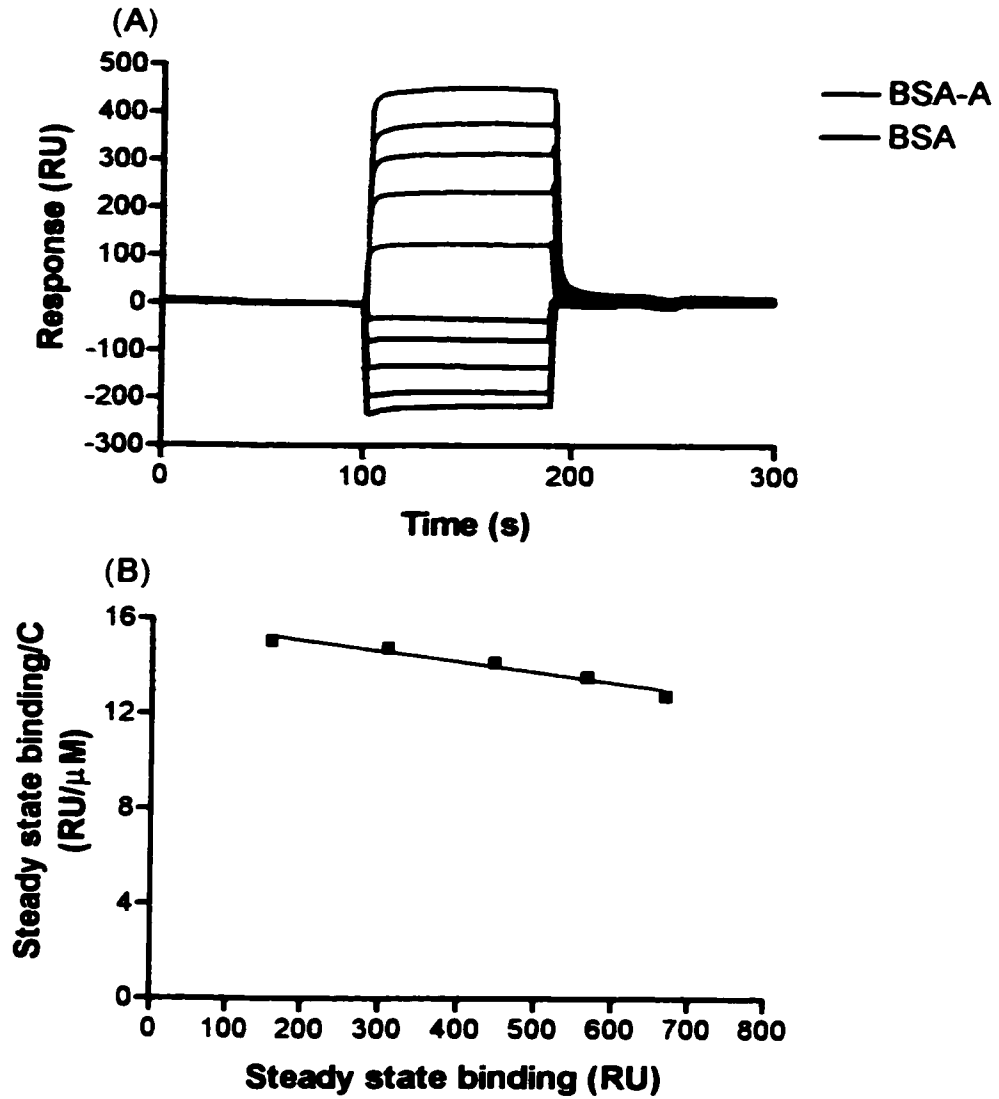 (A)
500
400
300
200
100
0
-100
-200
-300
Response (RU)
0 100 200 300
Time (s)
BSA-A
BSA
(B)
16
12
8
4
0
Steady state binding/C
(RU/μM)
0 100 200 300 400 500 600 700 800
Steady state binding (RU)